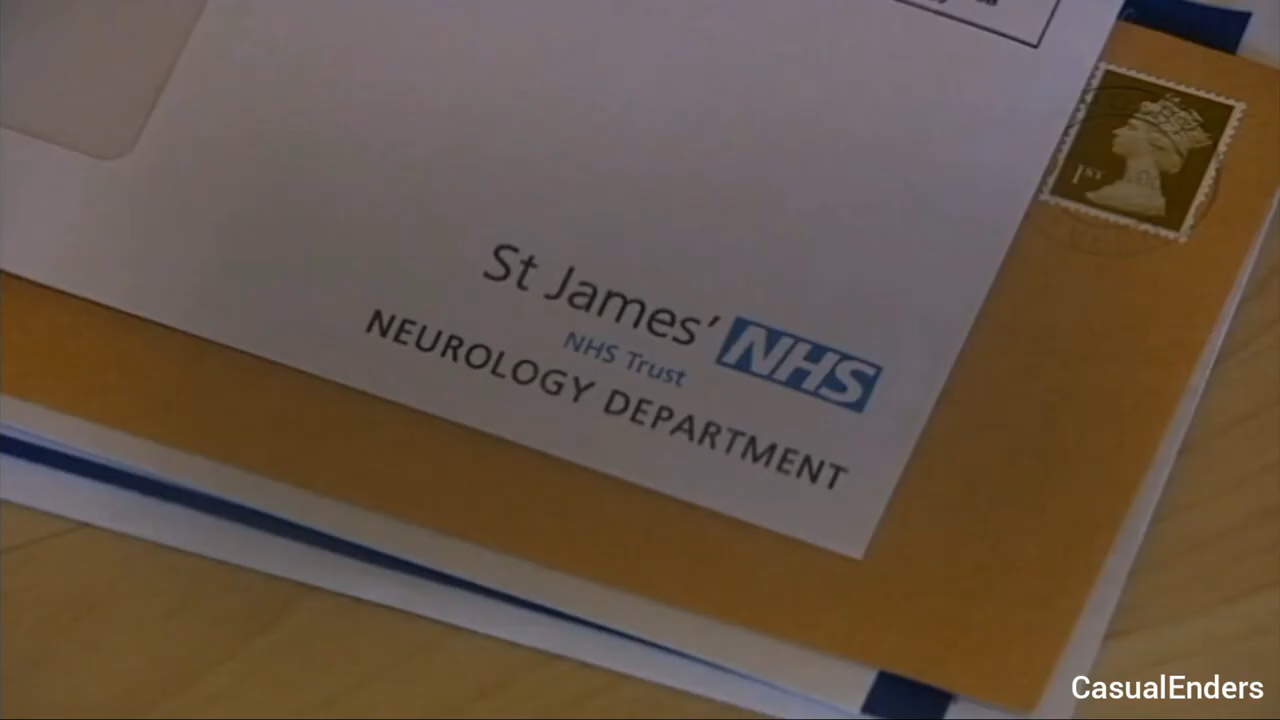 1ST
St James'
NHS Trust
NHS
NEUROLOGY DEPARTMENT
CasualEnders